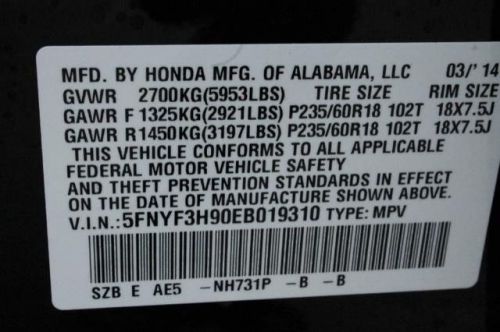 MFD. BY HONDA MFG. OF ALABAMA, LLC 03/'14
GVWR 2700KG(5953LBS) TIRE SIZE RIM SIZE
GAWR F 1325KG(2921LBS) P235/60R18 102T 18X7.5J
GAWR R 1450KG(3197LBS) P235/60R18 102T 18X7.5J
THIS VEHICLE CONFORMS TO ALL APPLICABLE
FEDERAL MOTOR VEHICLE SAFETY
AND THEFT PREVENTION STANDARDS IN EFFECT
ON THE DATE OF MANUFACTURE SHOWN ABOVE.
V.I.N.:5FNYF3H90EB019310 TYPE: MPV
SZB E AE5 -NH731P -B -B